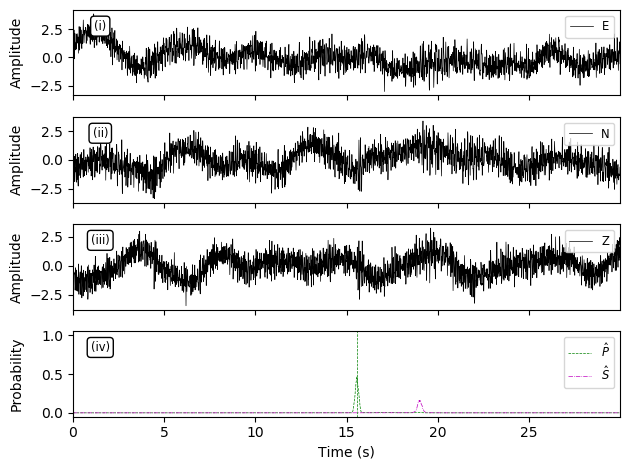 (i)
E
Amplitude
2.5
0.0
−2.5
(ii)
N
Amplitude
2.5
0.0
−2.5
(iii)
Z
Amplitude
2.5
0.0
−2.5
(iv)
P̂
Ŝ
Probability
1.0
0.5
0.0
0 5 10 15 20 25
Time (s)